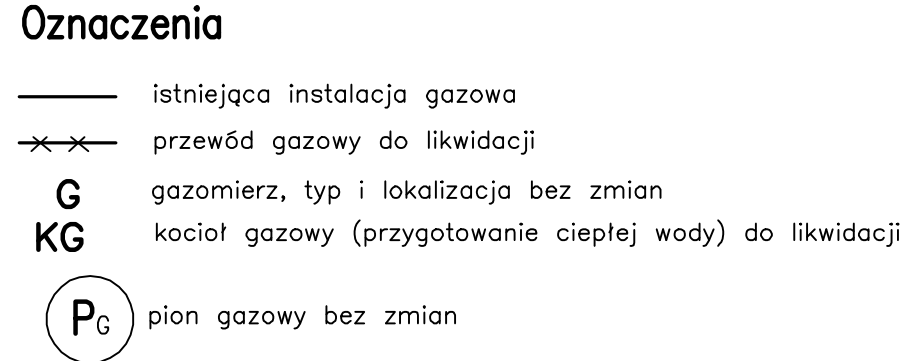 Oznaczenia
istniejąca instalacja gazowa
przewód gazowy do likwidacji
G gazomierz, typ i lokalizacja bez zmian
KG kocioł gazowy (przygotowanie ciepłej wody) do likwidacji
PG pion gazowy bez zmian